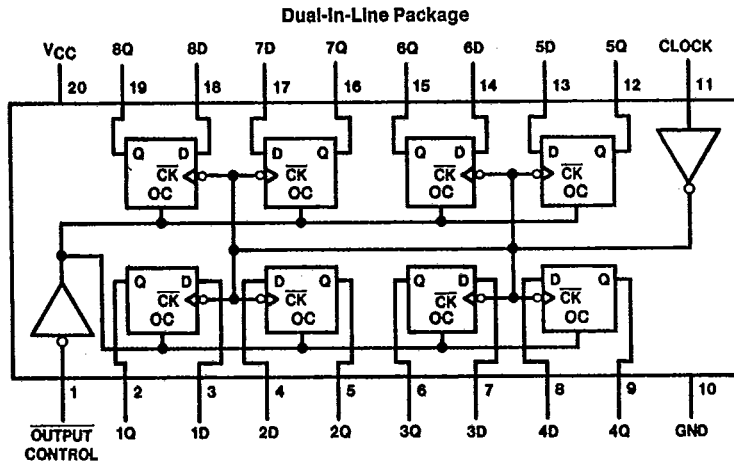 Dual-In-Line Package
VCC 8Q 8D 7D 7Q 6Q 6D 5D 5Q CLOCK
20 19 18 17 16 15 14 13 12 11
Q D D Q Q D D Q
CK CK CK CK
OC OC OC OC
Q D D Q Q D D Q
CK CK CK CK
OC OC OC OC
1 2 3 4 5 6 7 8 9 10
OUTPUT CONTROL 1Q 1D 2D 2Q 3Q 3D 4D 4Q GND